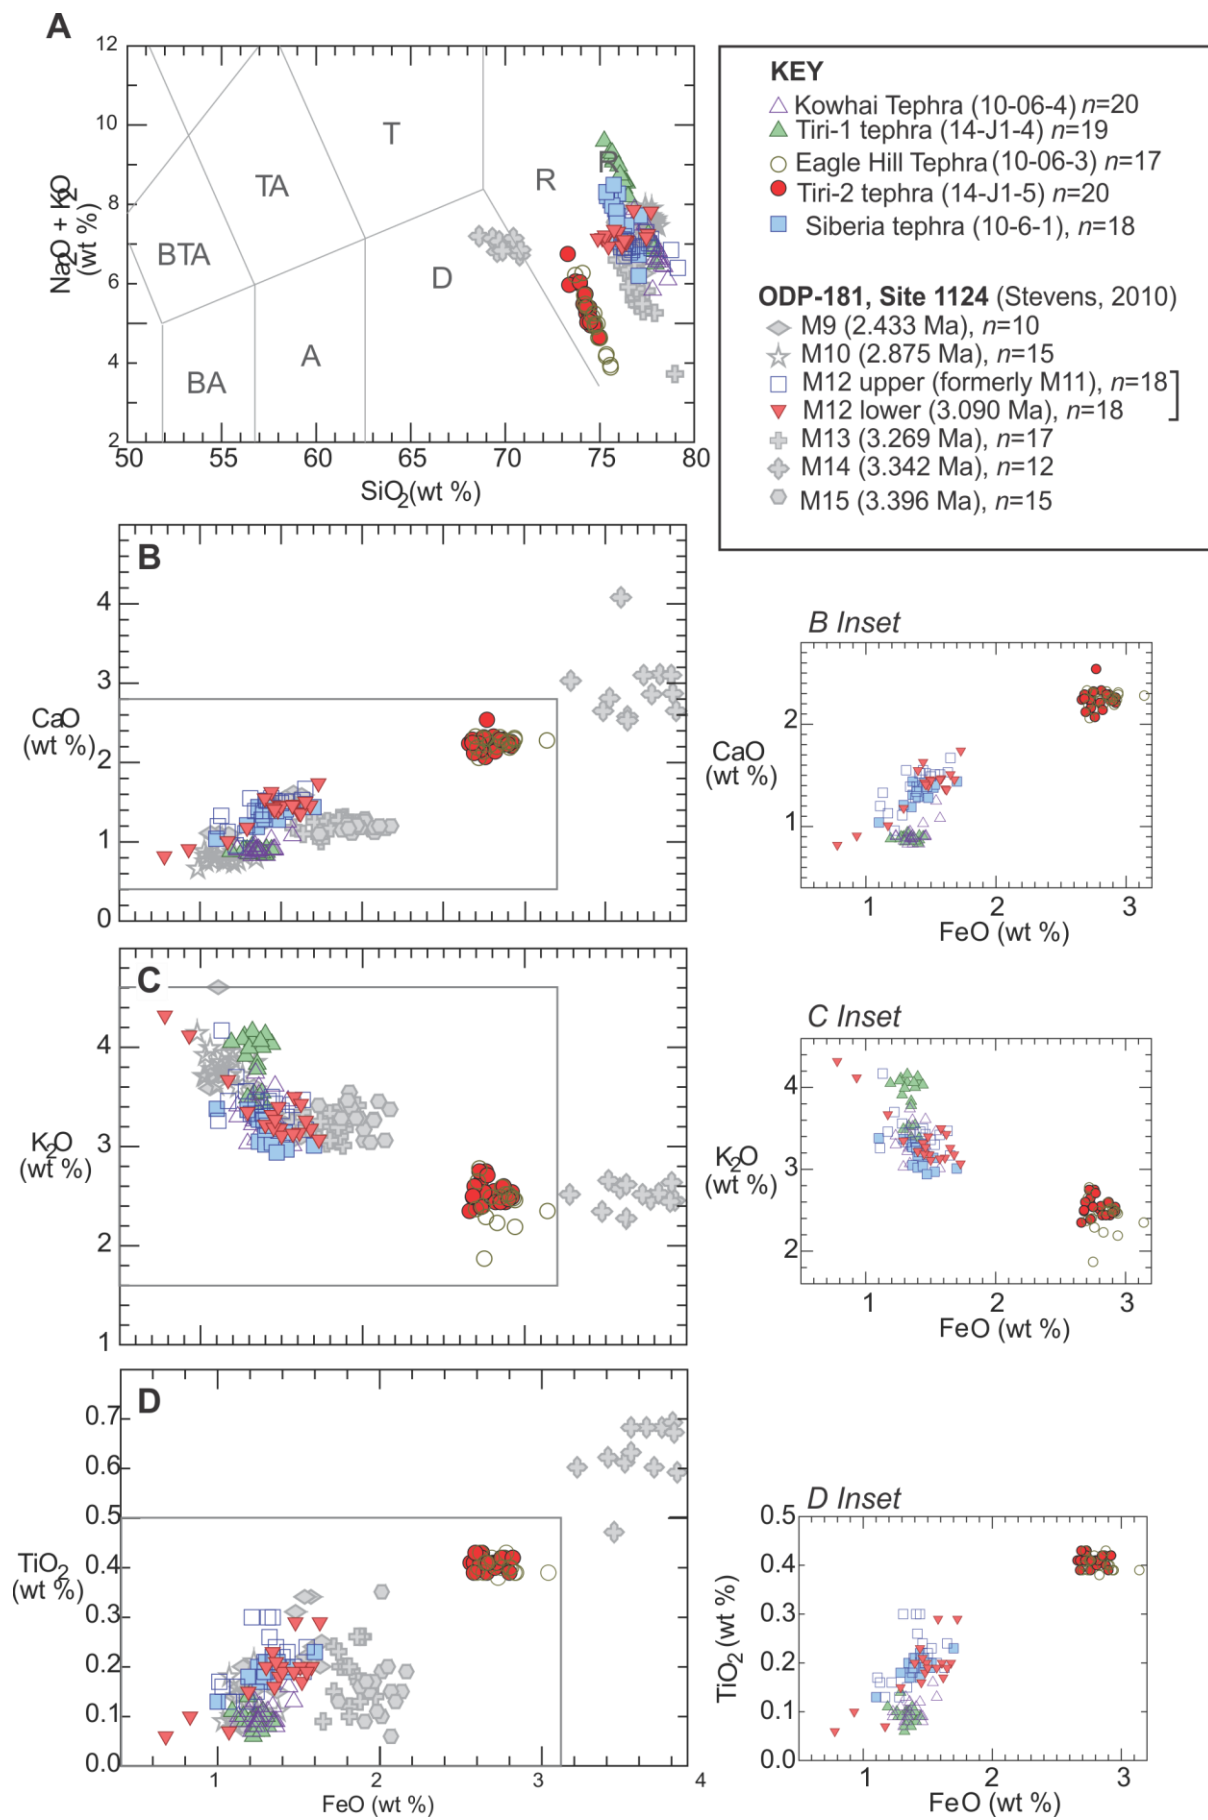 A
12
10
8
6
4
2
Na2O + K2O
(wt %)
T
TA
R
R
BTA
D
A
BA
50 55 60 65 70 75 80
SiO2(wt %)
KEY
Kowhai Tephra (10-06-4) n=20
Tiri-1 tephra (14-J1-4) n=19
Eagle Hill Tephra (10-06-3) n=17
Tiri-2 tephra (14-J1-5) n=20
Siberia tephra (10-6-1), n=18
ODP-181, Site 1124 (Stevens, 2010)
M9 (2.433 Ma), n=10
M10 (2.875 Ma), n=15
M12 upper (formerly M11), n=18
M12 lower (3.090 Ma), n=18
M13 (3.269 Ma), n=17
M14 (3.342 Ma), n=12
M15 (3.396 Ma), n=15
B
4
3
2
1
0
CaO
(wt %)
B Inset
2
1
CaO
(wt %)
1 2 3
FeO (wt %)
C
4
3
2
1
K2O
(wt %)
C Inset
4
3
2
K2O
(wt %)
1 2 3
FeO (wt %)
D
0.7
0.6
0.5
0.4
0.3
0.2
0.1
0.0
TiO2
(wt %)
1 2 3 4
FeO (wt %)
D Inset
0.5
0.4
0.3
0.2
0.1
0.0
TiO2 (wt %)
1 2 3
FeO (wt %)